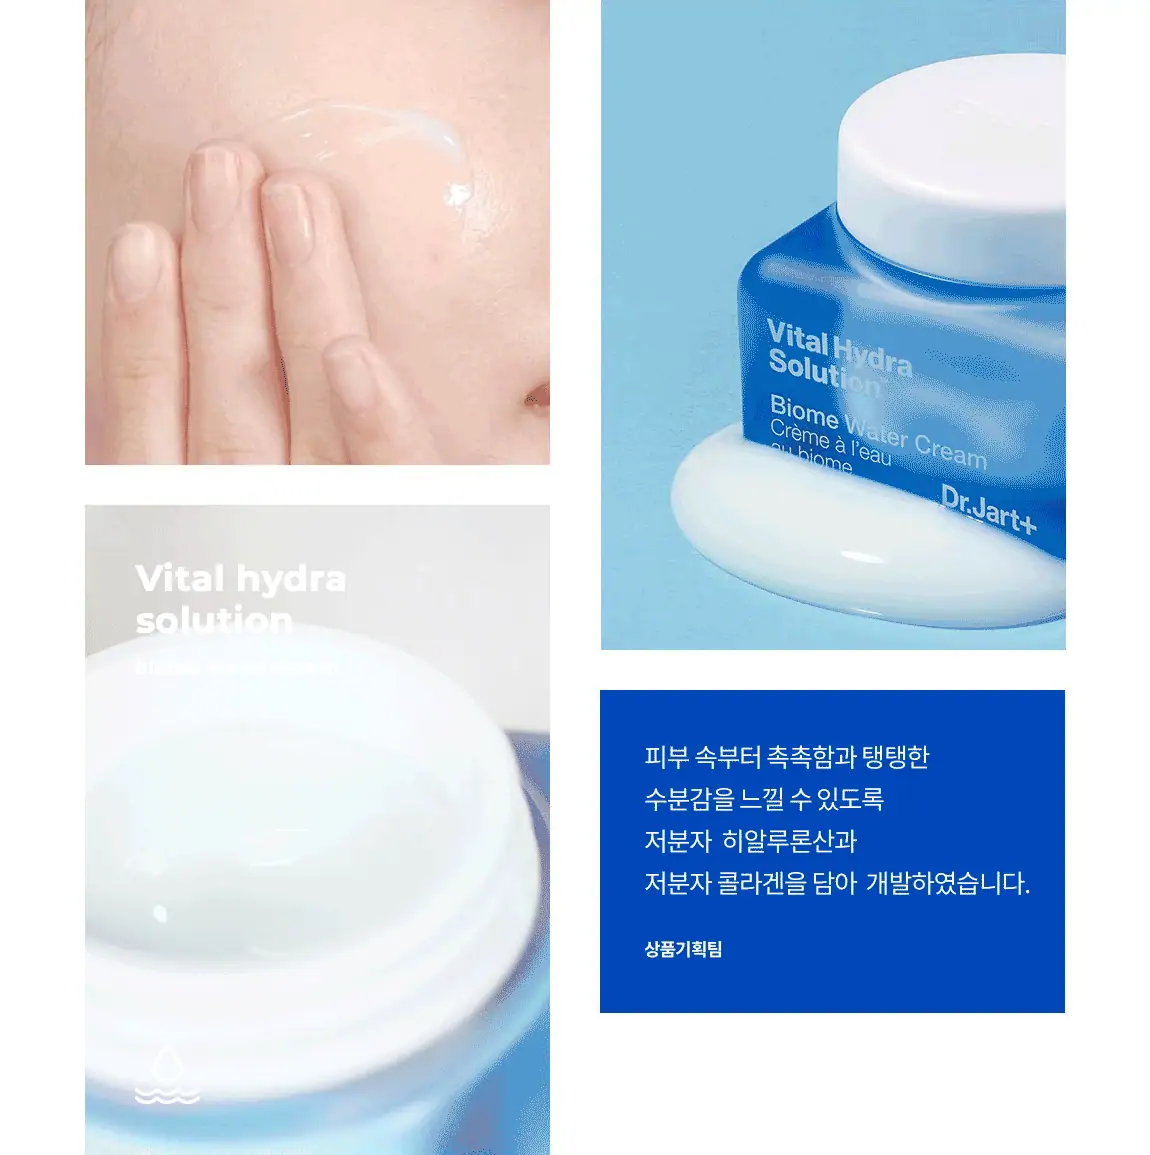 Vital Hydra
Solution
Biome Water Cream
Crème à l'eau
au biome
Dr.Jart+
Vital hydra
solution
피부 속부터 촉촉함과 탱탱한
수분감을 느낄 수 있도록
저분자 히알루론산과
저분자 콜라겐을 담아 개발하였습니다.
상품기획팀